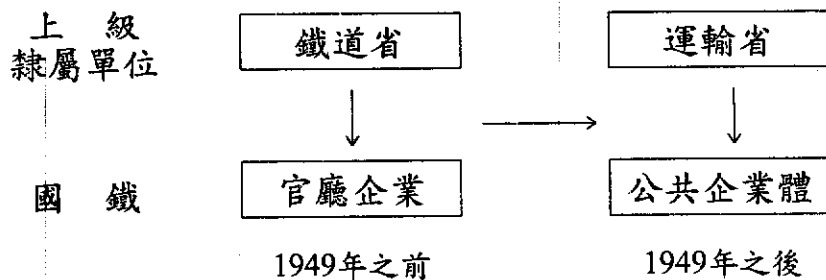 上級
隸屬單位
鐵道省
運輸省
國鐵
官廳企業
公共企業體
1949年之前
1949年之後